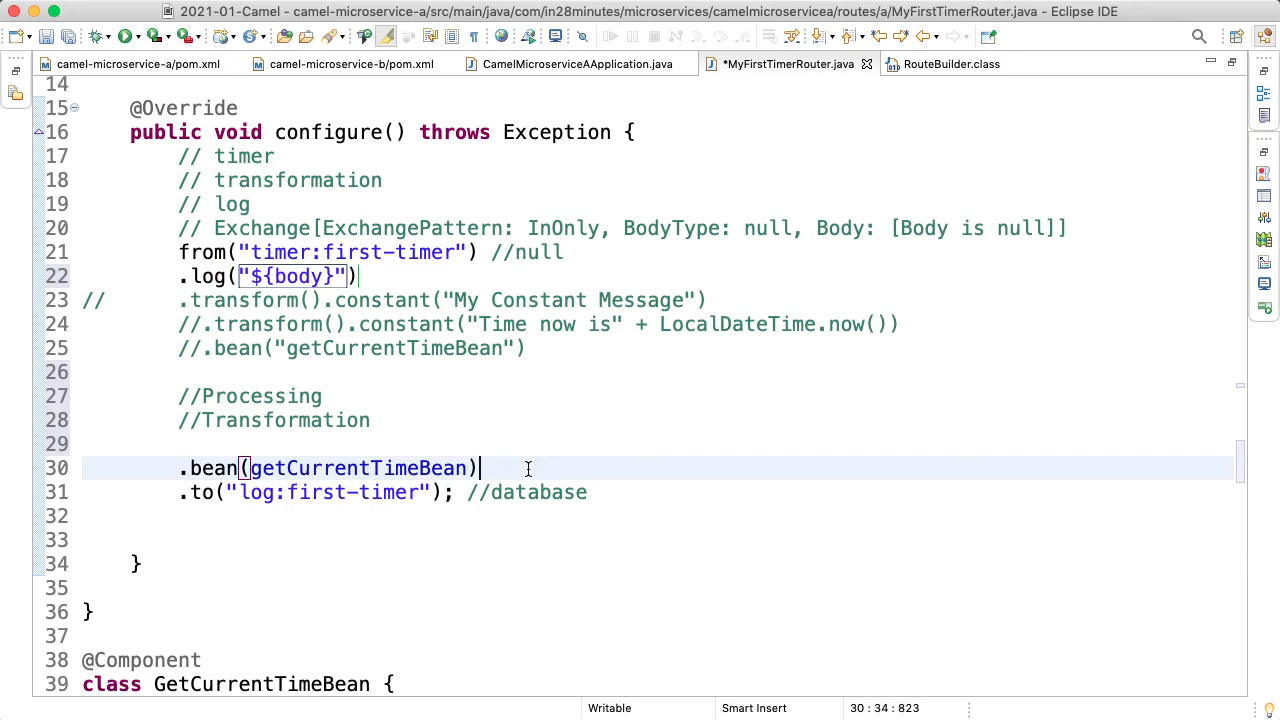 2021-01-Camel - camel-microservice-a/src/main/java/com/in28minutes/microservices/camelmicroservicea/routes/a/MyFirstTimerRouter.java - Eclipse IDE
camel-microservice-a/pom.xml camel-microservice-b/pom.xml CamelMicroserviceAApplication.java *MyFirstTimerRouter.java RouteBuilder.class
14
15 @Override
16 public void configure() throws Exception {
17 // timer
18 // transformation
19 // log
20 // Exchange[ExchangePattern: InOnly, BodyType: null, Body: [Body is null]]
21 from("timer:first-timer") //null
22 .log("${body}")
23 // .transform().constant("My Constant Message")
24 //.transform().constant("Time now is" + LocalDateTime.now())
25 //.bean("getCurrentTimeBean")
26
27 //Processing
28 //Transformation
29
30 .bean(getCurrentTimeBean)
31 .to("log:first-timer"); //database
32
33
34 }
35
36 }
37
38 @Component
39 class GetCurrentTimeBean {
Writable Smart Insert 30 : 34 : 823